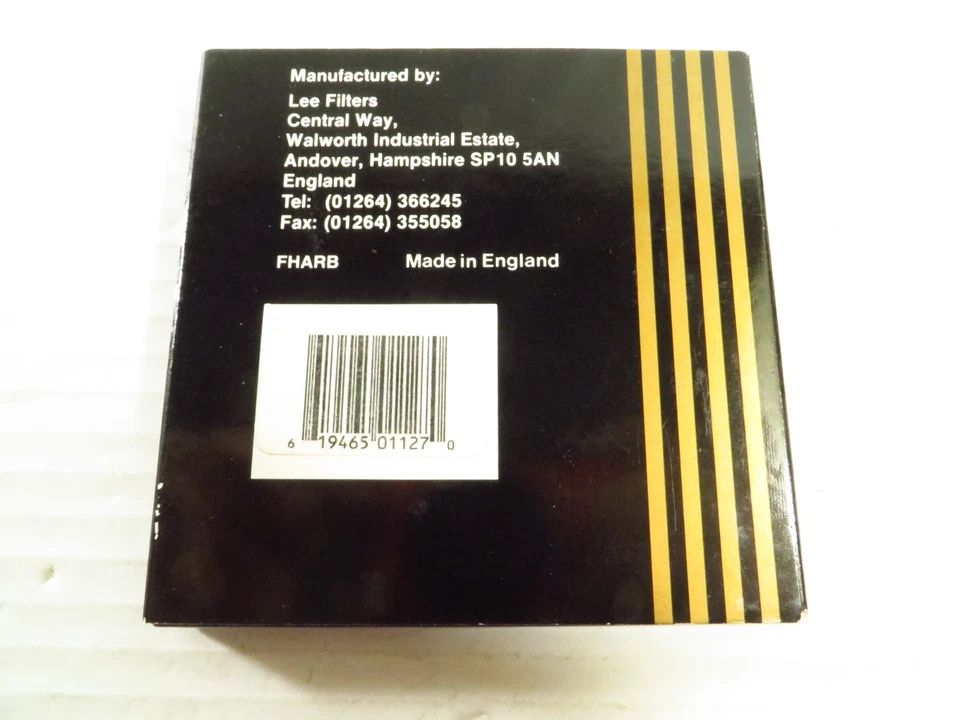 Manufactured by:
Lee Filters
Central Way,
Walworth Industrial Estate,
Andover, Hampshire SP10 5AN
England
Tel: (01264) 366245
Fax: (01264) 355058
FHARB Made in England
6 19465 01127 0